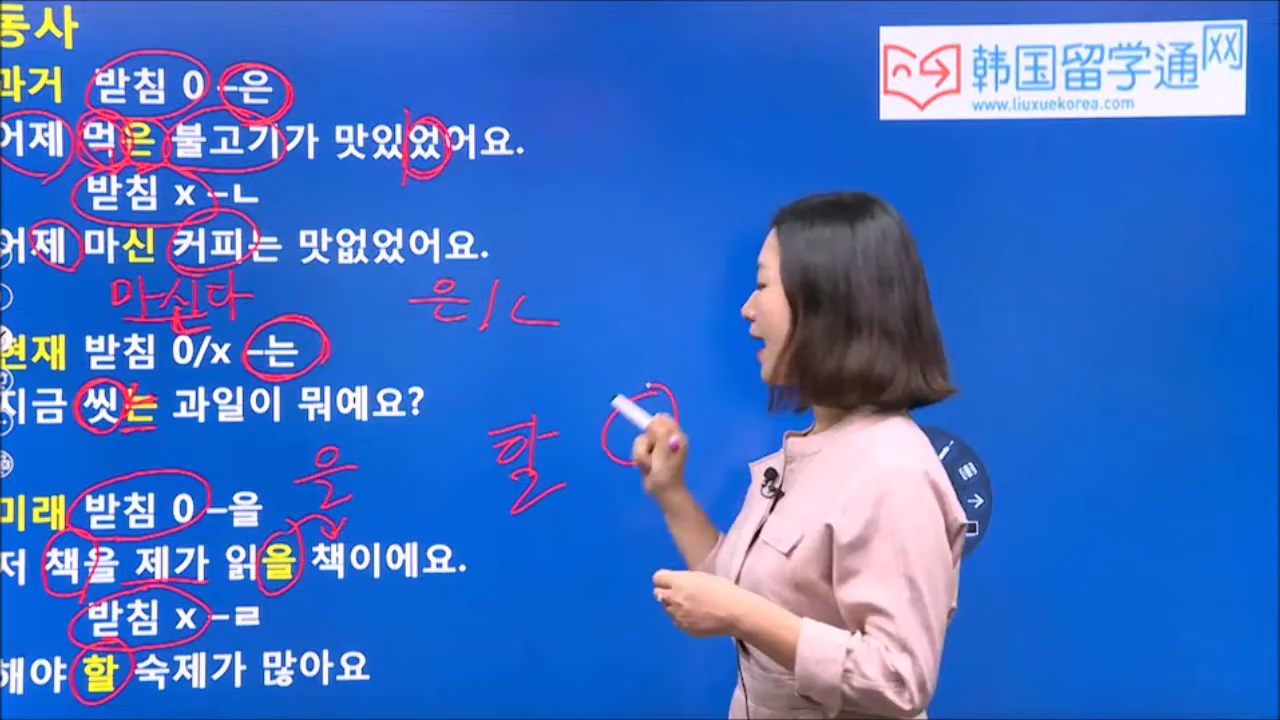 동사
과거 받침 0 -은
어제 먹은 불고기가 맛있었어요.
받침 x -ㄴ
어제 마신 커피는 맛없었어요.
마신다 은/ㄴ
현재 받침 0/x -는
지금 씻는 과일이 뭐예요?
을
할
미래 받침 0 -을
저 책을 제가 읽을 책이에요.
받침 x -ㄹ
해야 할 숙제가 많아요
韩国留学通网
www.liuxuekorea.com